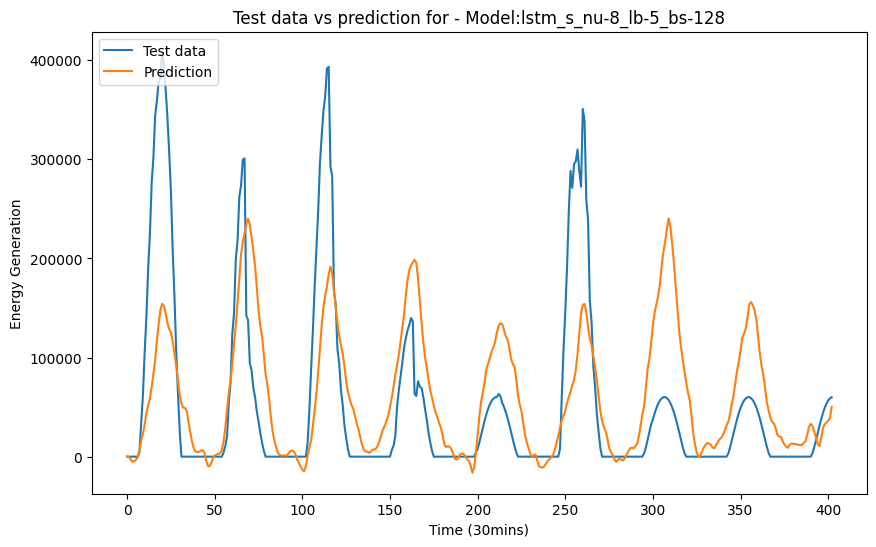 Test data vs prediction for - Model:lstm_s_nu-8_lb-5_bs-128
Test data
Prediction
Energy Generation
400000
300000
200000
100000
0
0 50 100 150 200 250 300 350 400
Time (30mins)